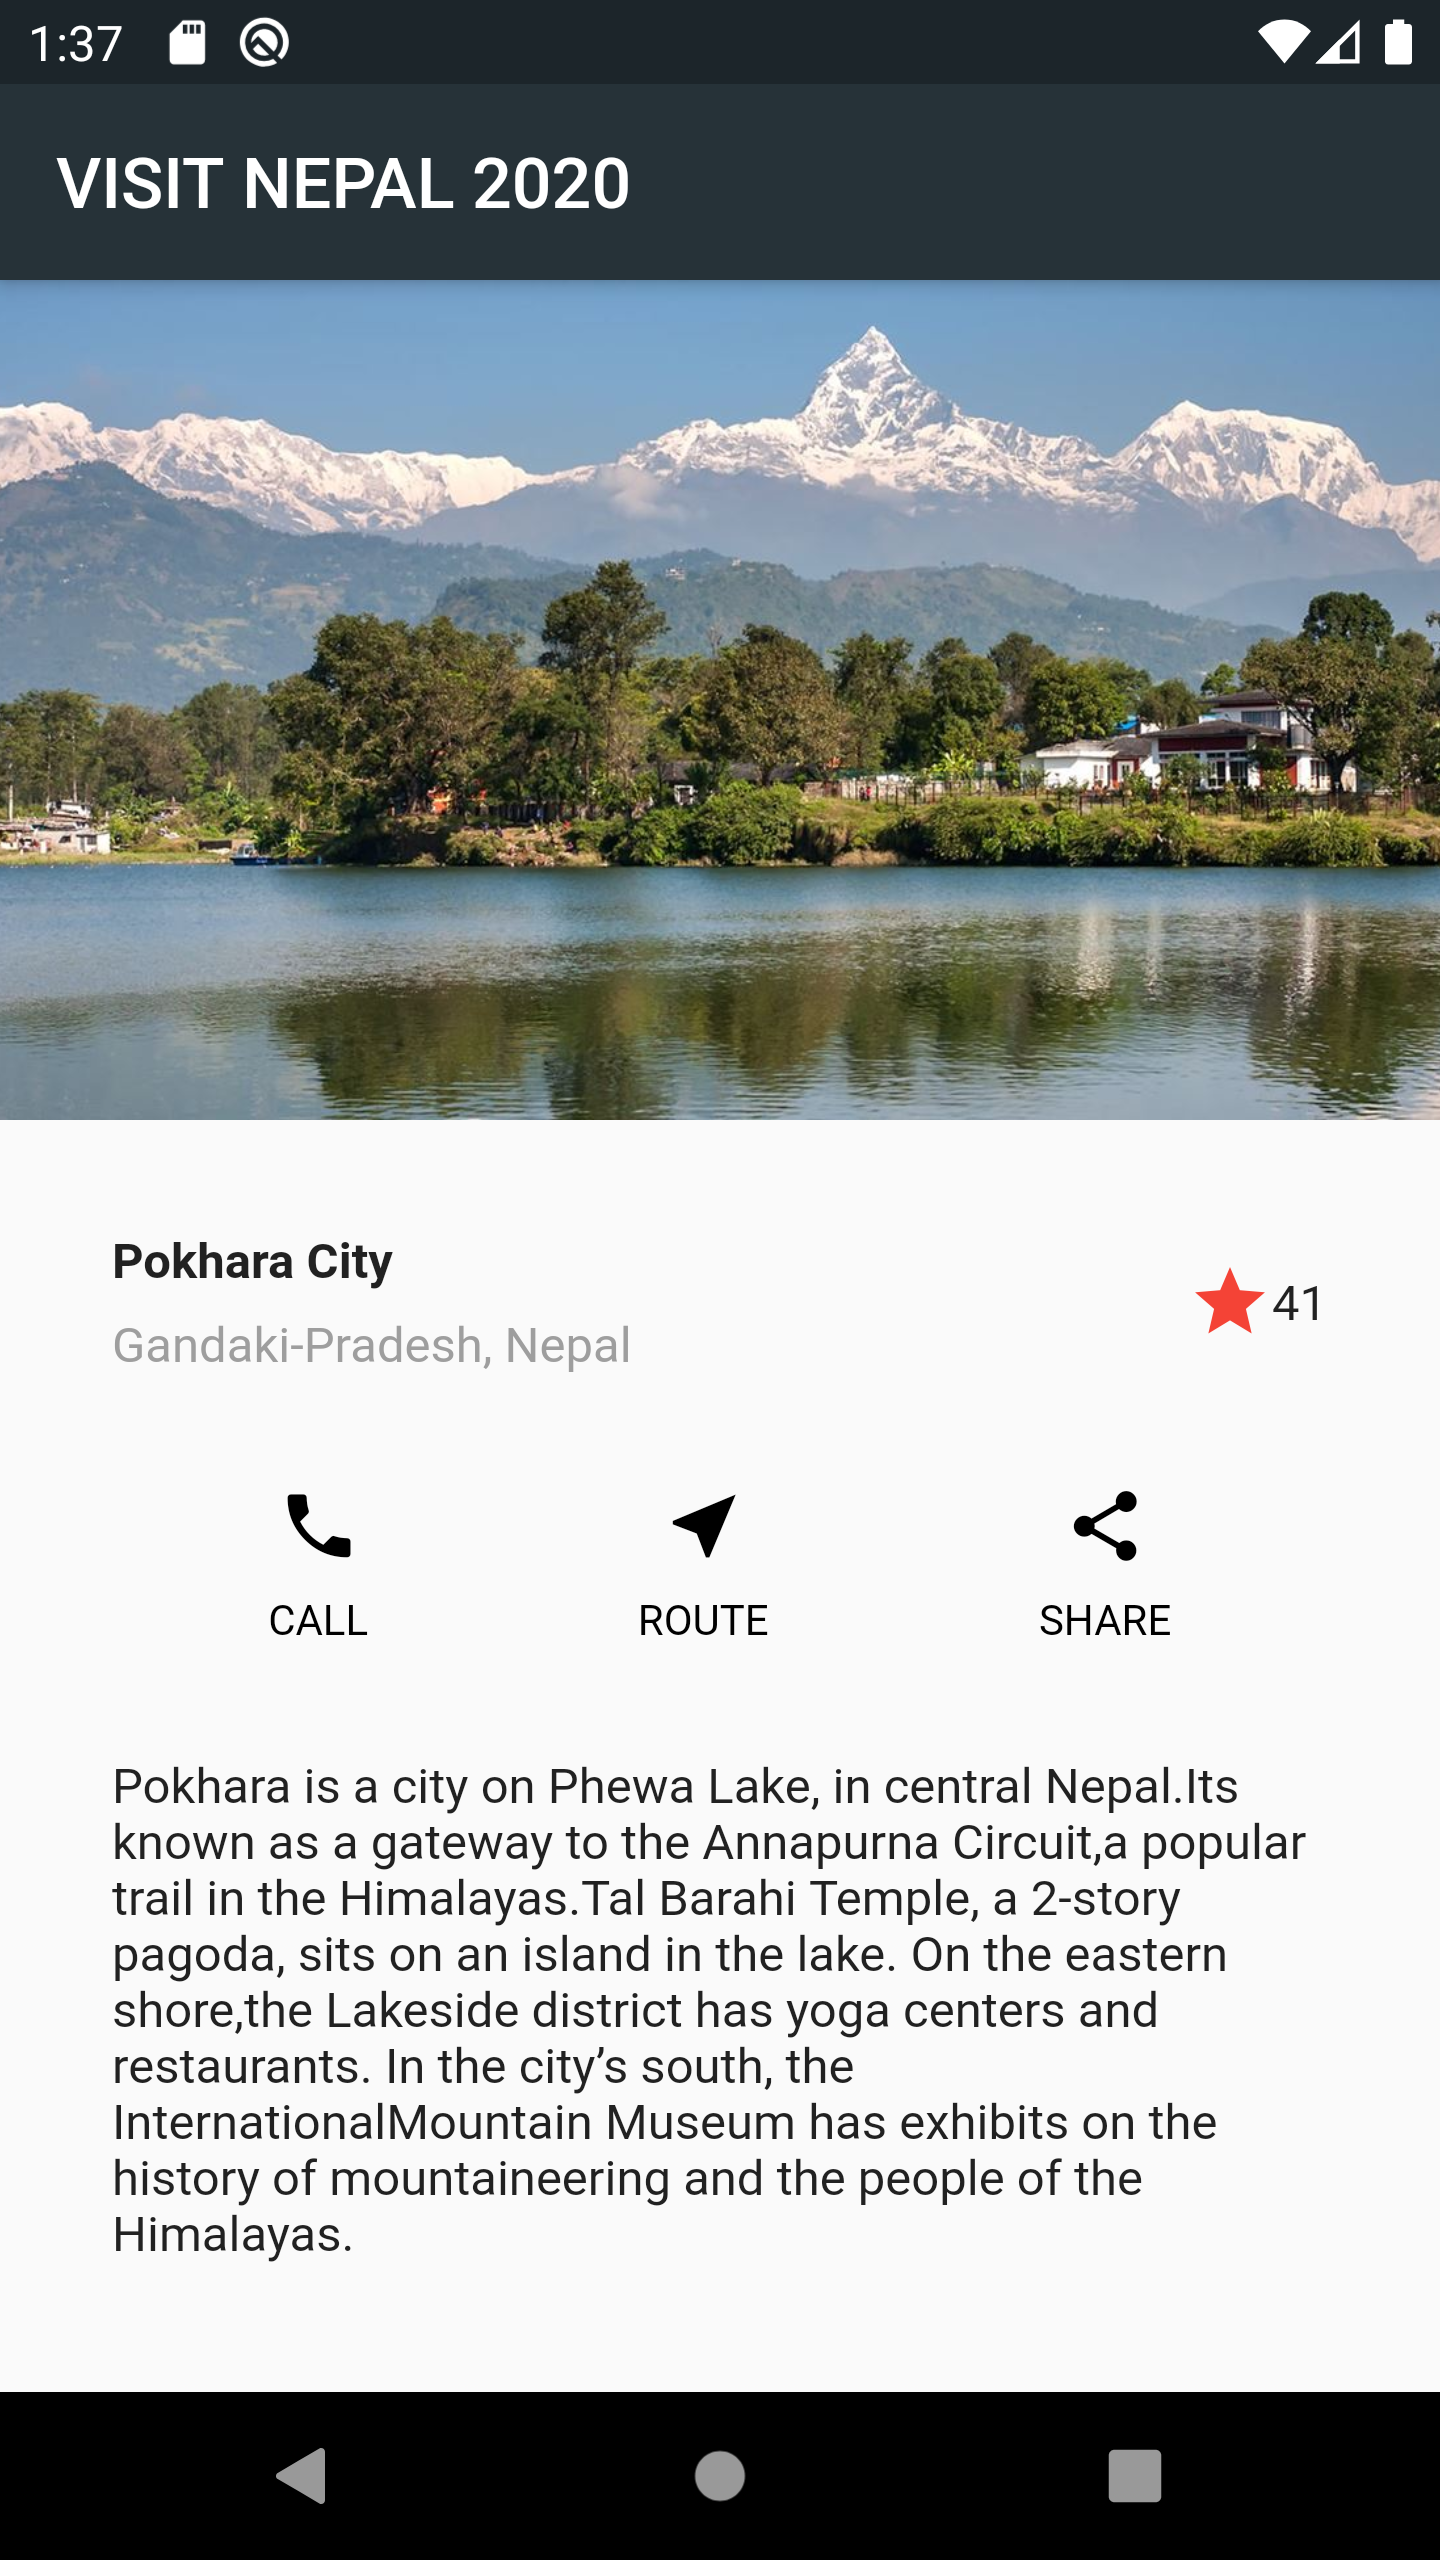 1:37
VISIT NEPAL 2020
Pokhara City
41
Gandaki-Pradesh, Nepal
CALL
ROUTE
SHARE
Pokhara is a city on Phewa Lake, in central Nepal.Its
known as a gateway to the Annapurna Circuit,a popular
trail in the Himalayas.Tal Barahi Temple, a 2-story
pagoda, sits on an island in the lake. On the eastern
shore,the Lakeside district has yoga centers and
restaurants. In the city’s south, the
InternationalMountain Museum has exhibits on the
history of mountaineering and the people of the
Himalayas.